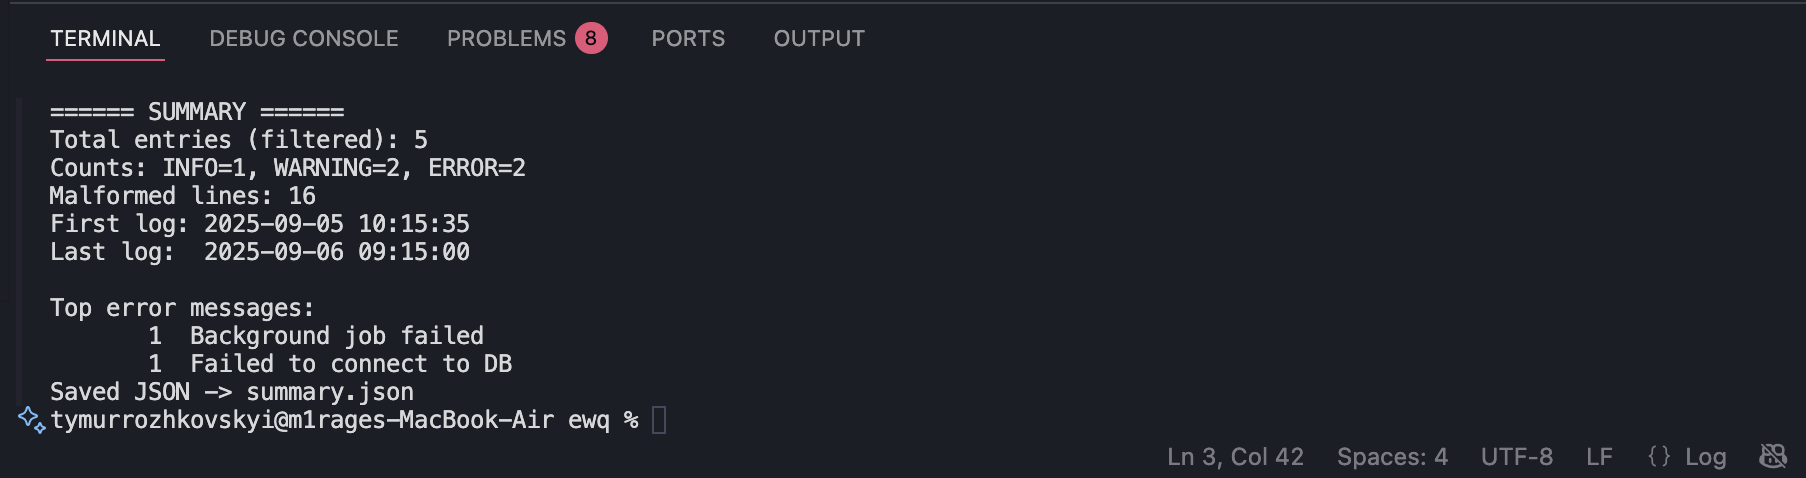 TERMINAL DEBUG CONSOLE PROBLEMS 8 PORTS OUTPUT
====== SUMMARY ======
Total entries (filtered): 5
Counts: INFO=1, WARNING=2, ERROR=2
Malformed lines: 16
First log: 2025-09-05 10:15:35
Last log:  2025-09-06 09:15:00
Top error messages:
       1  Background job failed
       1  Failed to connect to DB
Saved JSON -> summary.json
tymurrozhkovskyi@m1rages-MacBook-Air ewq %
Ln 3, Col 42 Spaces: 4 UTF-8 LF {} Log